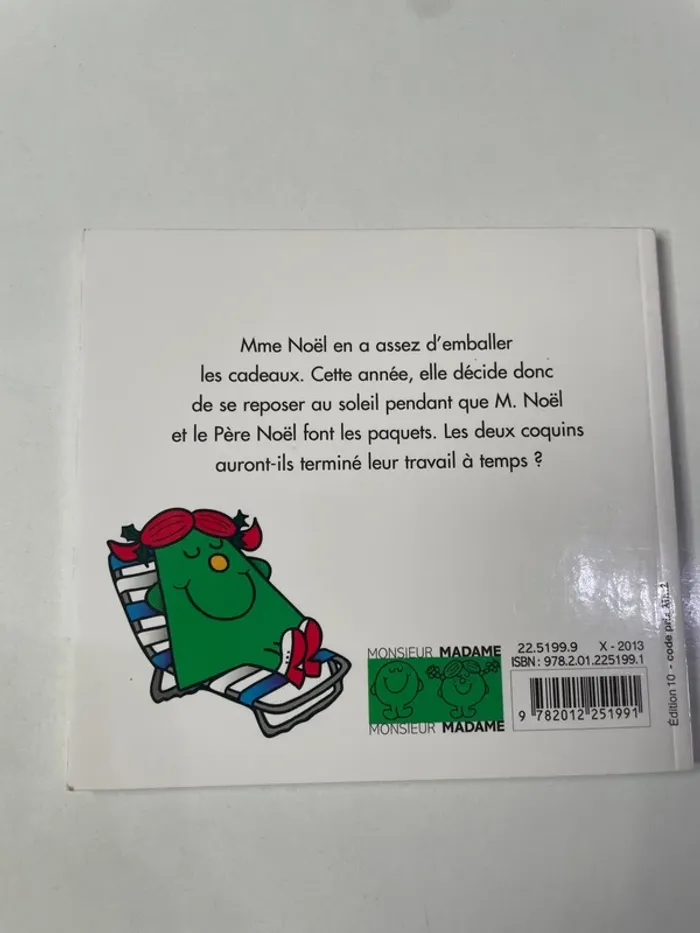 Mme Noël en a assez d'emballer
les cadeaux. Cette année, elle décide donc
de se reposer au soleil pendant que M. Noël
et le Père Noël font les paquets. Les deux coquins
auront-ils terminé leur travail à temps ?
MONSIEUR MADAME
MONSIEUR MADAME
22.5199.9 X - 2013
ISBN : 978.2.01.225199.1
9 782012 251991
Édition 10 - code prix